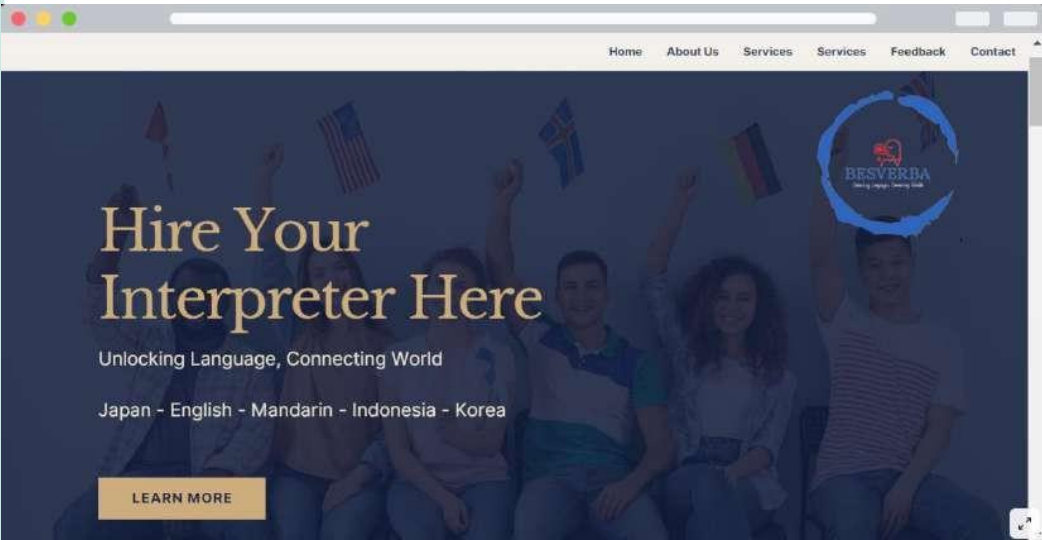 Home About Us Services Services Feedback Contact
BESVERBA
Hire Your
Interpreter Here
Unlocking Language, Connecting World
Japan - English - Mandarin - Indonesia - Korea
LEARN MORE